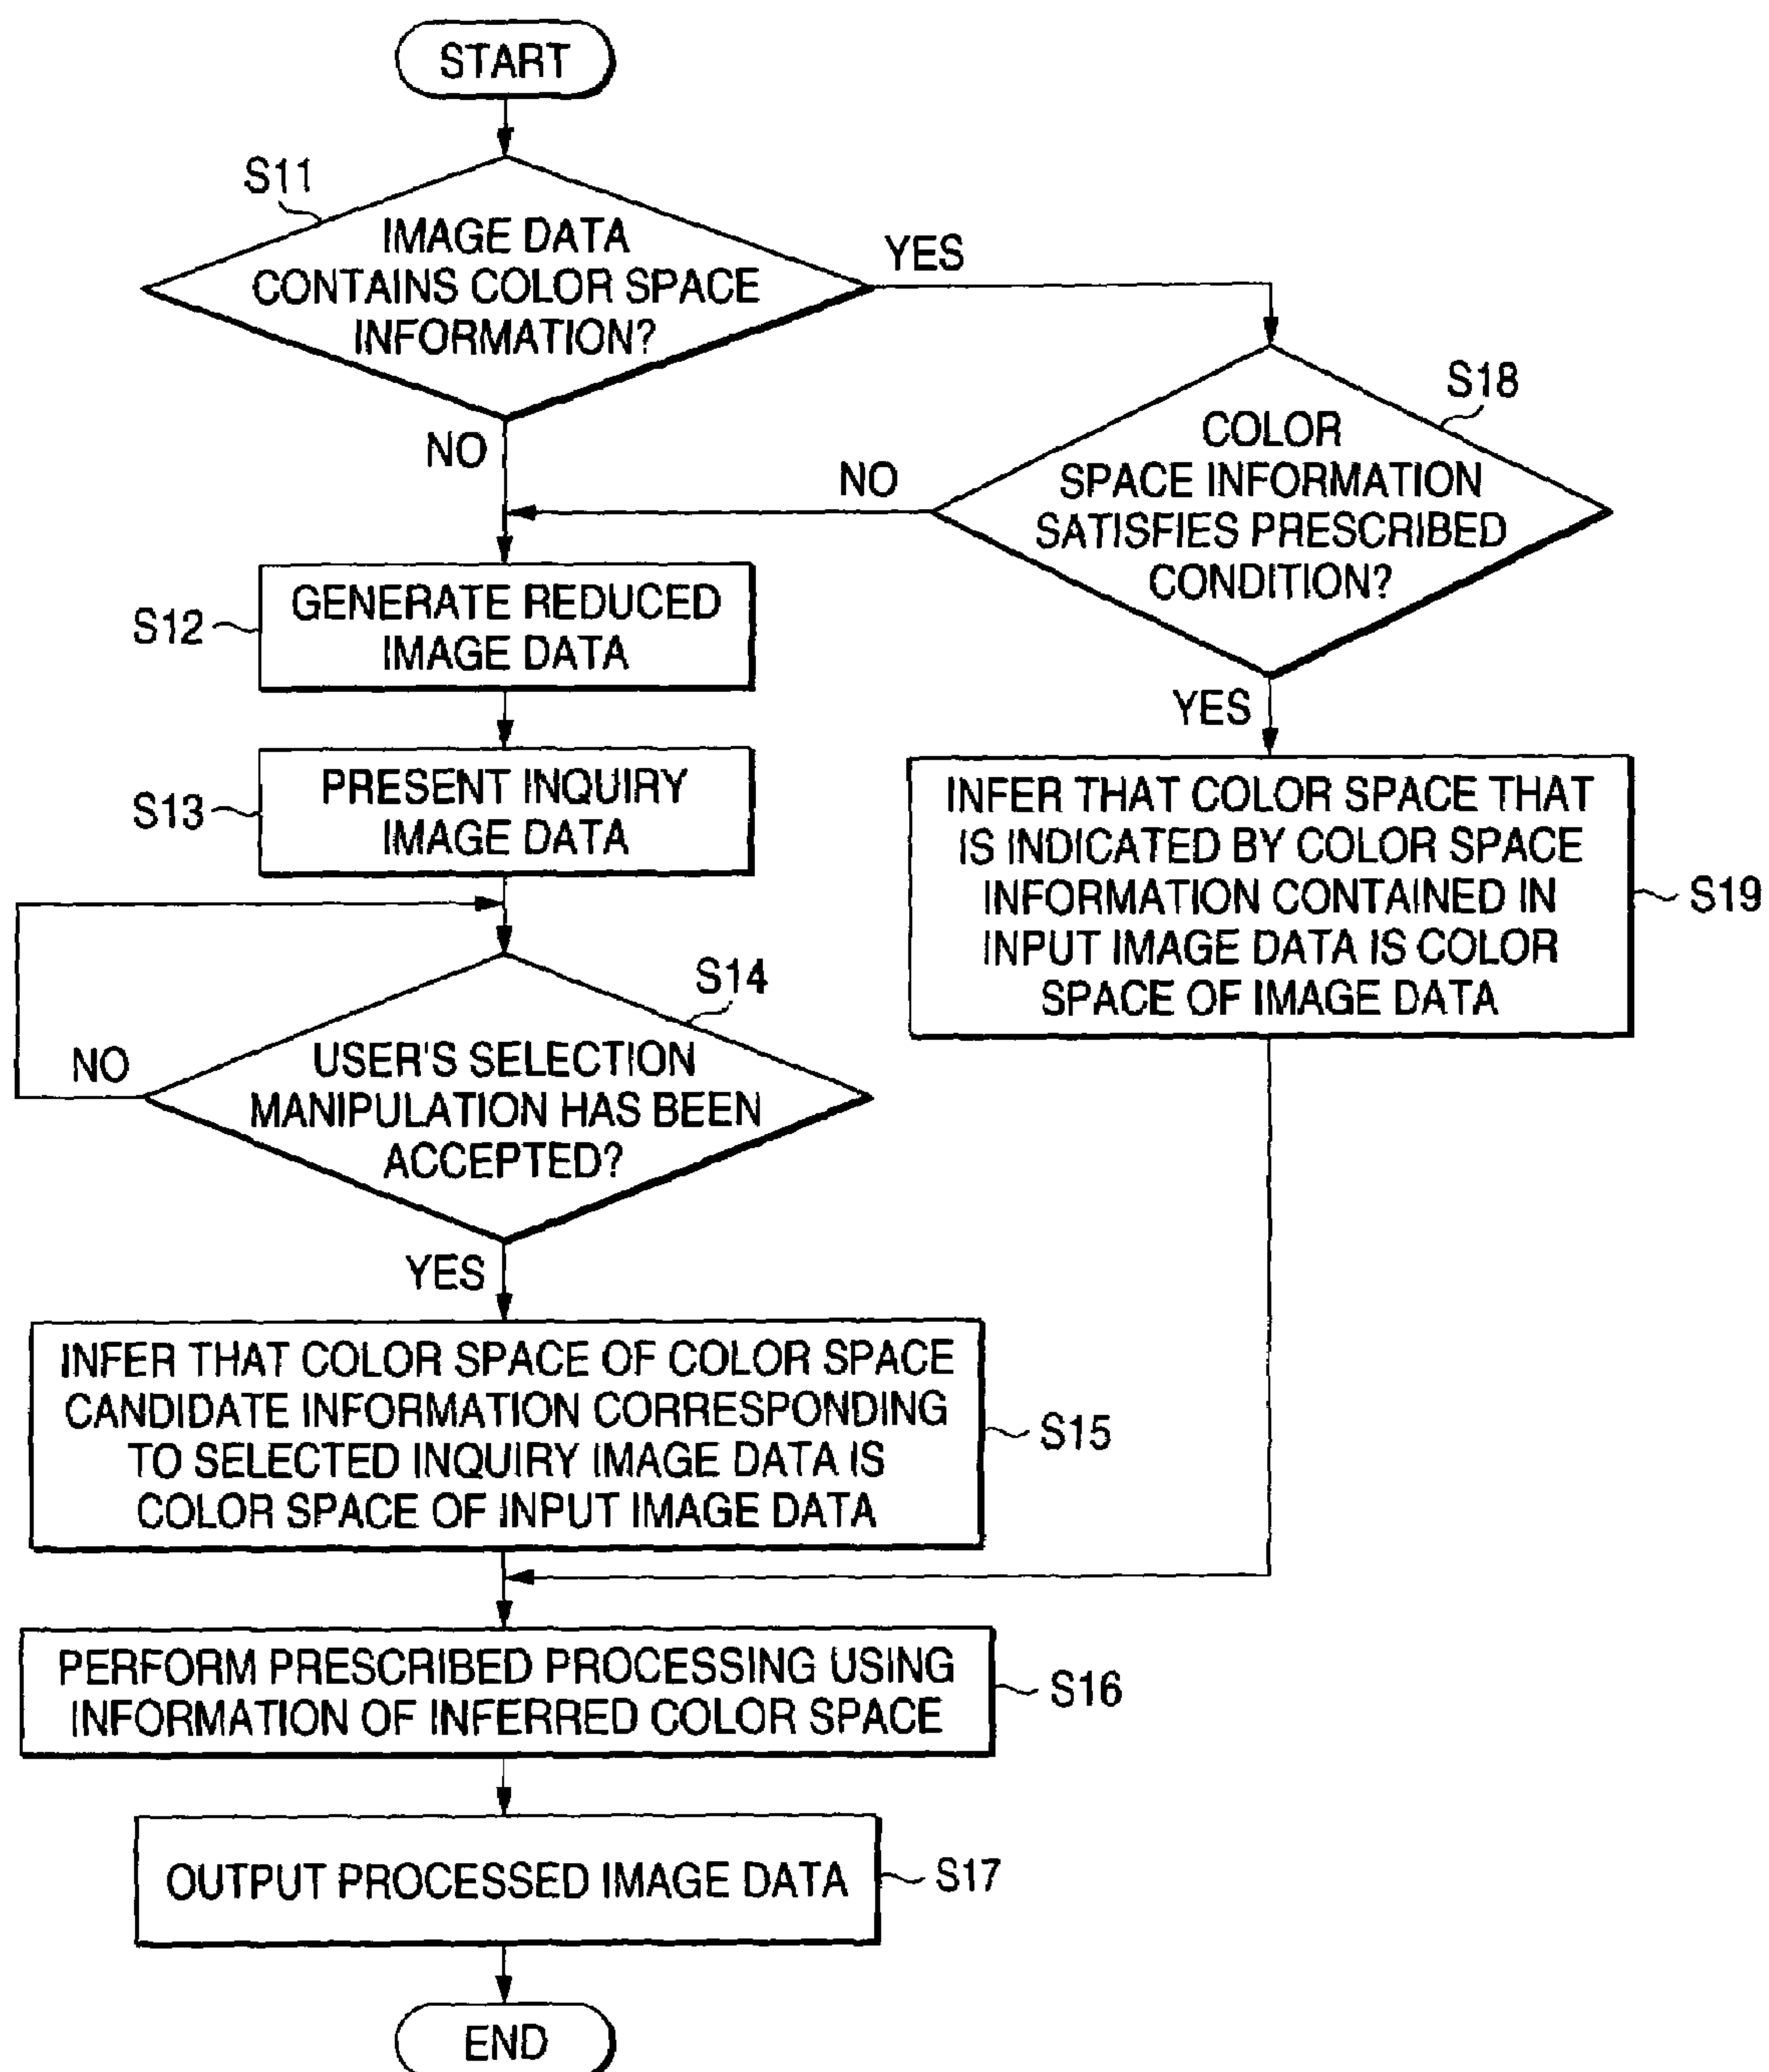 START
S11
IMAGE DATA
CONTAINS COLOR SPACE
INFORMATION?
YES
NO
S18
COLOR
SPACE INFORMATION
SATISFIES PRESCRIBED
CONDITION?
NO
YES
S12
GENERATE REDUCED
IMAGE DATA
S13
PRESENT INQUIRY
IMAGE DATA
INFER THAT COLOR SPACE THAT
IS INDICATED BY COLOR SPACE
INFORMATION CONTAINED IN
INPUT IMAGE DATA IS COLOR
SPACE OF IMAGE DATA
S19
S14
USER'S SELECTION
MANIPULATION HAS BEEN
ACCEPTED?
NO
YES
INFER THAT COLOR SPACE OF COLOR SPACE
CANDIDATE INFORMATION CORRESPONDING
TO SELECTED INQUIRY IMAGE DATA IS
COLOR SPACE OF INPUT IMAGE DATA
S15
PERFORM PRESCRIBED PROCESSING USING
INFORMATION OF INFERRED COLOR SPACE
S16
OUTPUT PROCESSED IMAGE DATA
S17
END